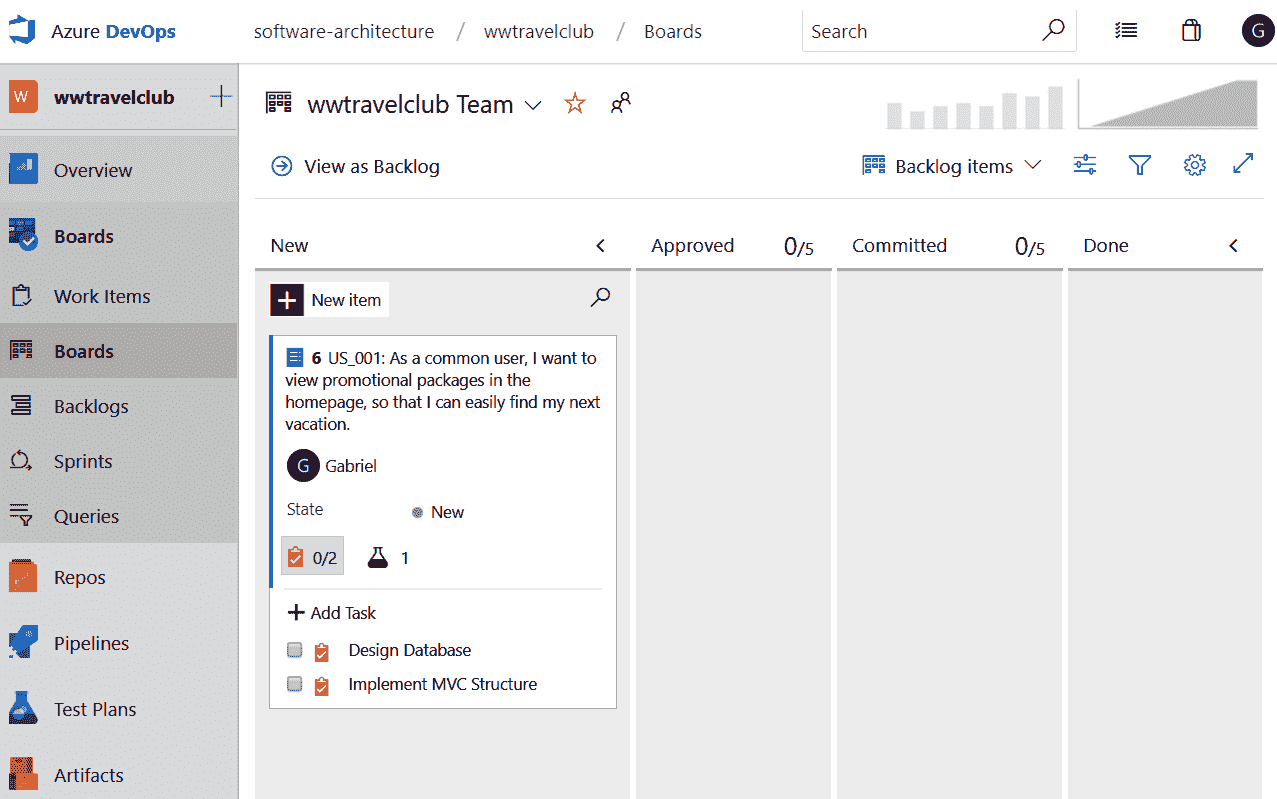 Azure DevOps
software-architecture / wwtravelclub / Boards
Search
G
W
wwtravelclub
Overview
Boards
Work Items
Boards
Backlogs
Sprints
Queries
Repos
Pipelines
Test Plans
Artifacts
wwtravelclub Team
View as Backlog
Backlog items
New
Approved 0/5
Committed 0/5
Done
New item
6 US_001: As a common user, I want to
view promotional packages in the
homepage, so that I can easily find my next
vacation.
G Gabriel
State New
0/2 1
Add Task
Design Database
Implement MVC Structure